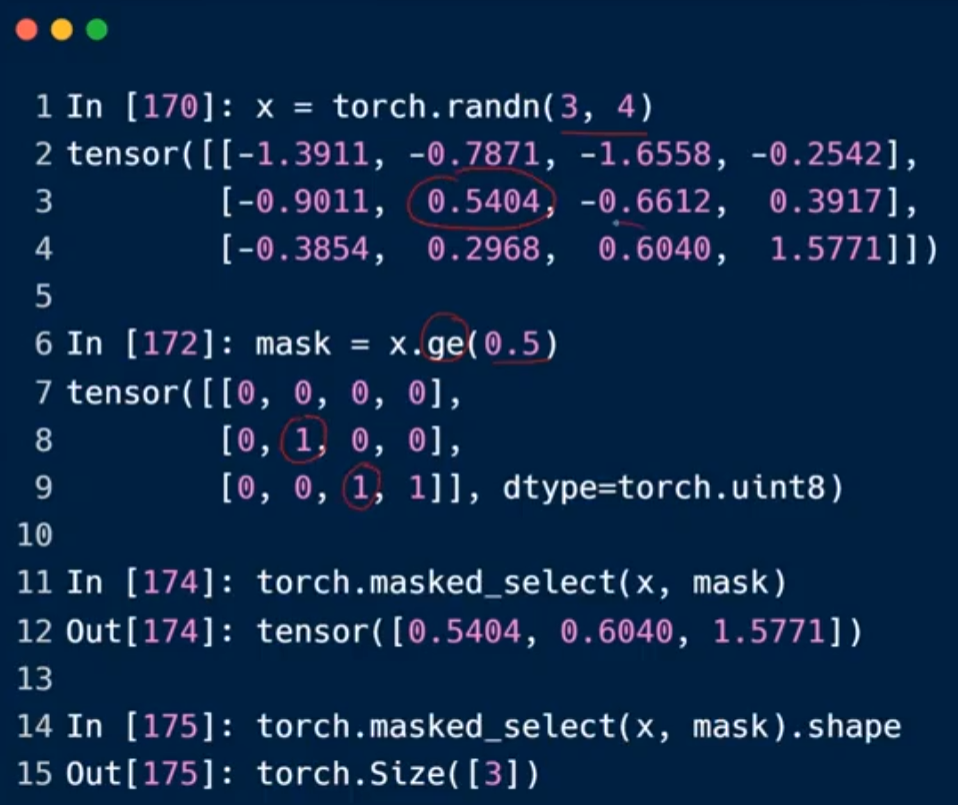 1 In [170]: x = torch.randn(3, 4)
2 tensor([[-1.3911, -0.7871, -1.6558, -0.2542],
3         [-0.9011,  0.5404, -0.6612,  0.3917],
4         [-0.3854,  0.2968,  0.6040,  1.5771]])
5
6 In [172]: mask = x.ge(0.5)
7 tensor([[0, 0, 0, 0],
8         [0, 1, 0, 0],
9         [0, 0, 1, 1]], dtype=torch.uint8)
10
11 In [174]: torch.masked_select(x, mask)
12 Out[174]: tensor([0.5404, 0.6040, 1.5771])
13
14 In [175]: torch.masked_select(x, mask).shape
15 Out[175]: torch.Size([3])